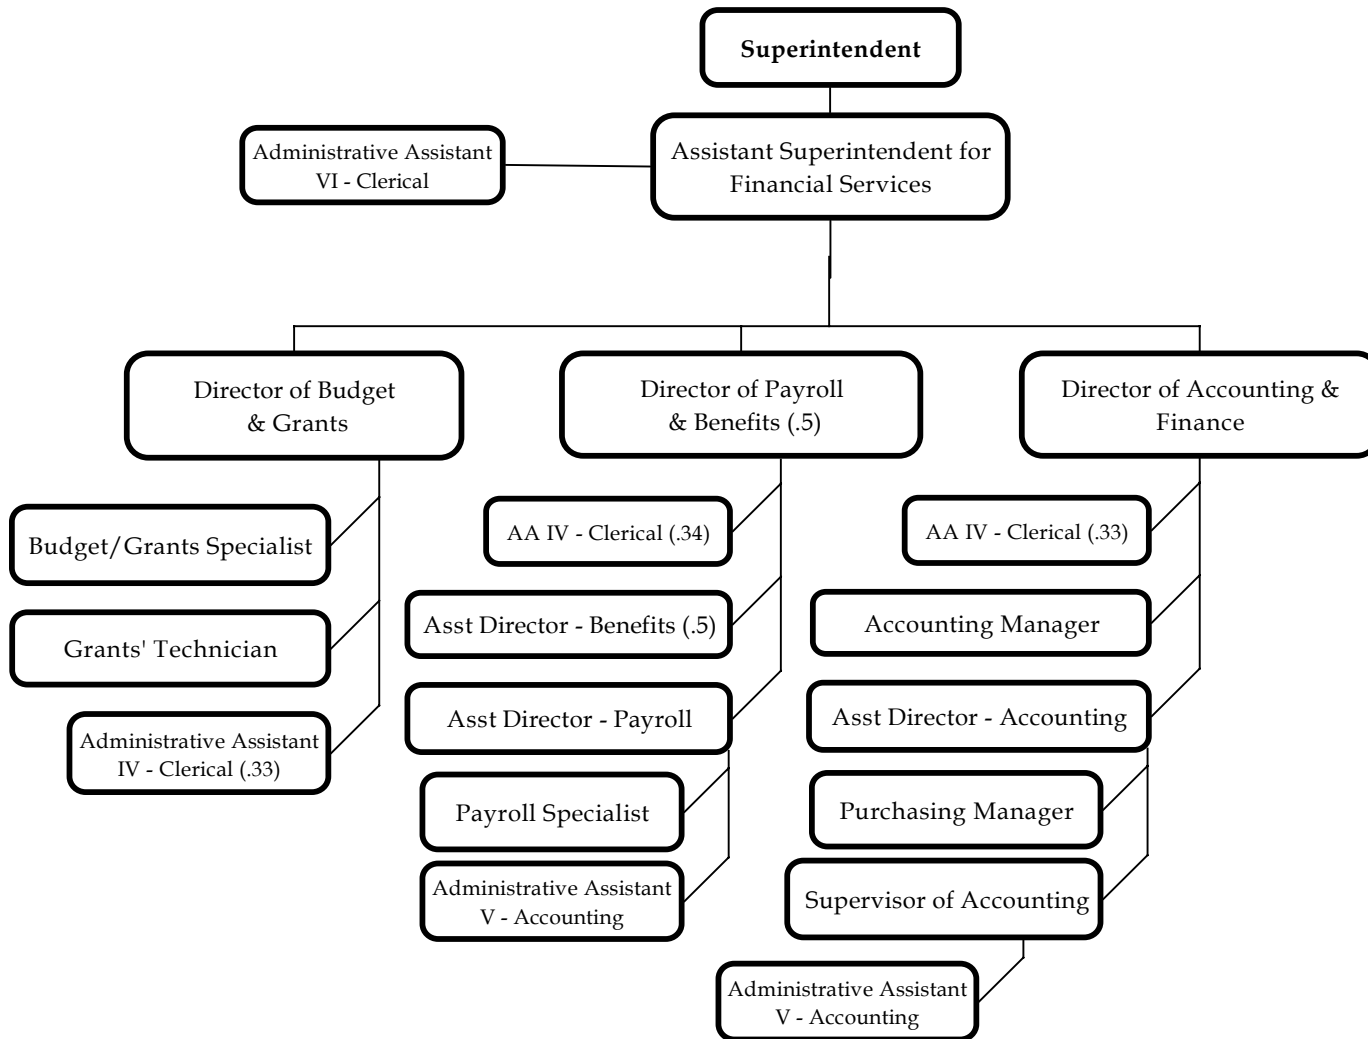 Superintendent
Administrative Assistant
VI - Clerical
Assistant Superintendent for
Financial Services
Director of Budget
& Grants
Director of Payroll
& Benefits (.5)
Director of Accounting &
Finance
Budget/Grants Specialist
Grants' Technician
Administrative Assistant
IV - Clerical (.33)
AA IV - Clerical (.34)
Asst Director - Benefits (.5)
Asst Director - Payroll
Payroll Specialist
Administrative Assistant
V - Accounting
AA IV - Clerical (.33)
Accounting Manager
Asst Director - Accounting
Purchasing Manager
Supervisor of Accounting
Administrative Assistant
V - Accounting